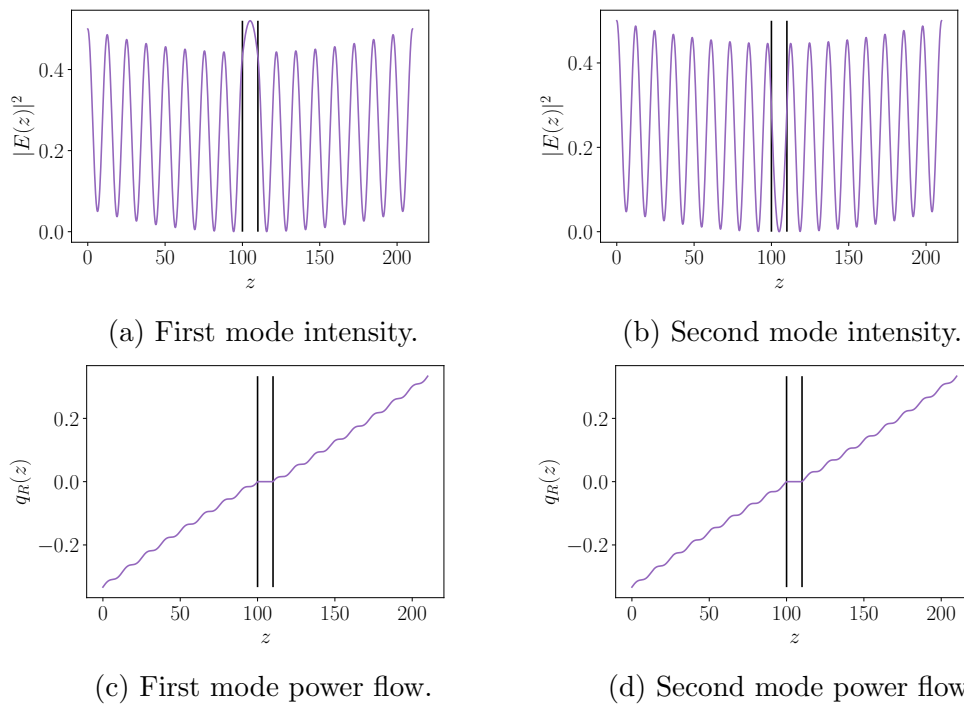 |E(z)|²
0.4
0.2
0.0
0 50 100 150 200
z
(a) First mode intensity.
|E(z)|²
0.4
0.2
0.0
0 50 100 150 200
z
(b) Second mode intensity.
q_R(z)
0.2
0.0
−0.2
0 50 100 150 200
z
(c) First mode power flow.
q_R(z)
0.2
0.0
−0.2
0 50 100 150 200
z
(d) Second mode power flow